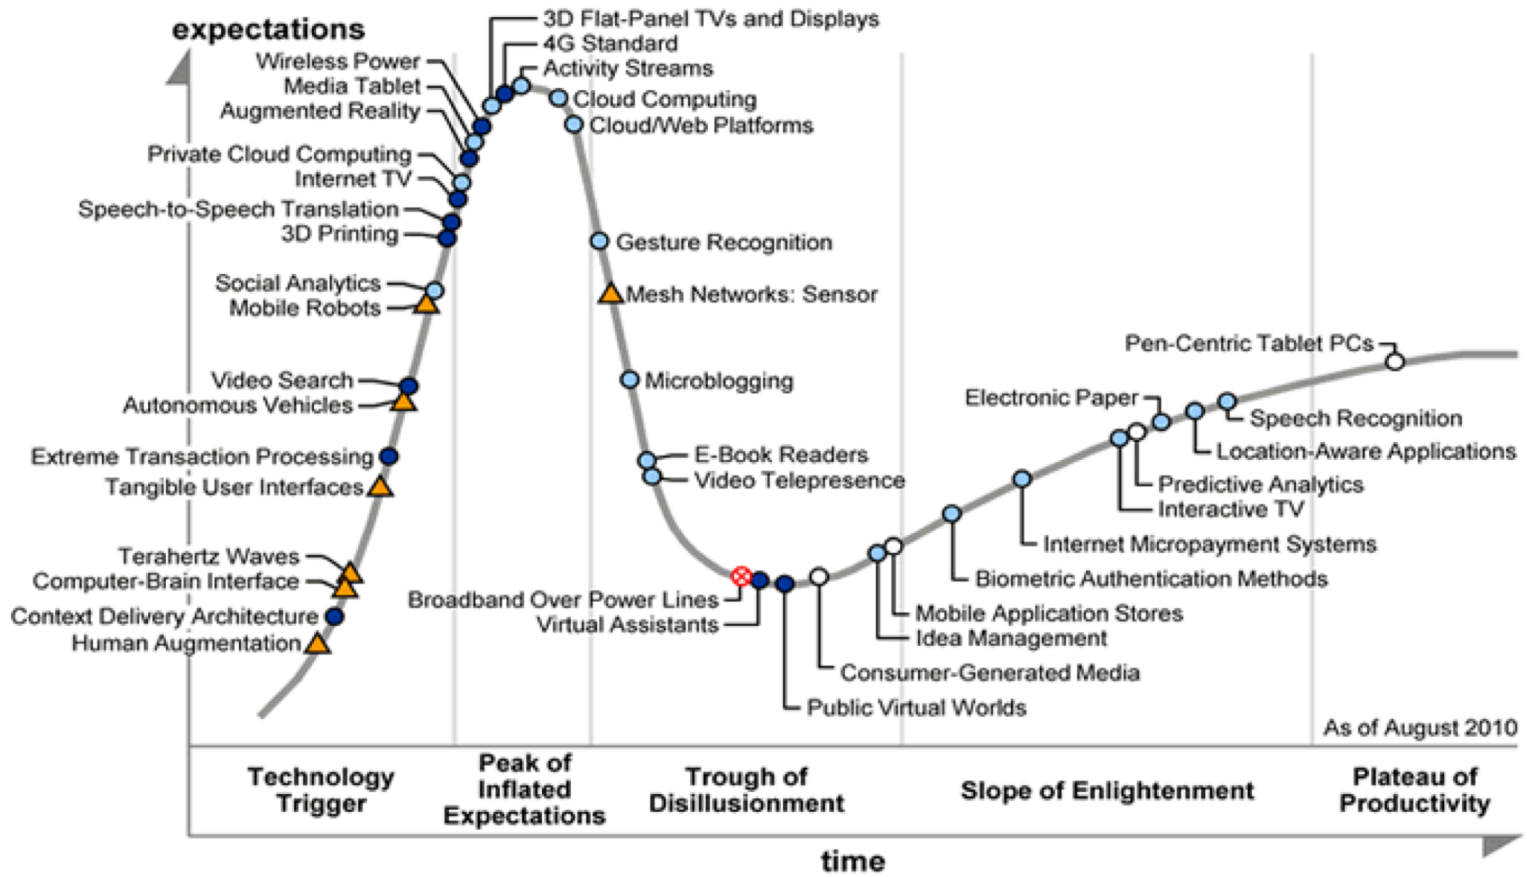 expectations
3D Flat-Panel TVs and Displays
4G Standard
Activity Streams
Wireless Power
Media Tablet
Augmented Reality
Cloud Computing
Cloud/Web Platforms
Private Cloud Computing
Internet TV
Speech-to-Speech Translation
3D Printing
Gesture Recognition
Social Analytics
Mobile Robots
Mesh Networks: Sensor
Video Search
Autonomous Vehicles
Microblogging
Extreme Transaction Processing
Tangible User Interfaces
E-Book Readers
Video Telepresence
Terahertz Waves
Computer-Brain Interface
Context Delivery Architecture
Human Augmentation
Broadband Over Power Lines
Virtual Assistants
Pen-Centric Tablet PCs
Electronic Paper
Speech Recognition
Location-Aware Applications
Predictive Analytics
Interactive TV
Internet Micropayment Systems
Biometric Authentication Methods
Mobile Application Stores
Idea Management
Consumer-Generated Media
Public Virtual Worlds
As of August 2010
Technology
Trigger
Peak of
Inflated
Expectations
Trough of
Disillusionment
Slope of Enlightenment
Plateau of
Productivity
time